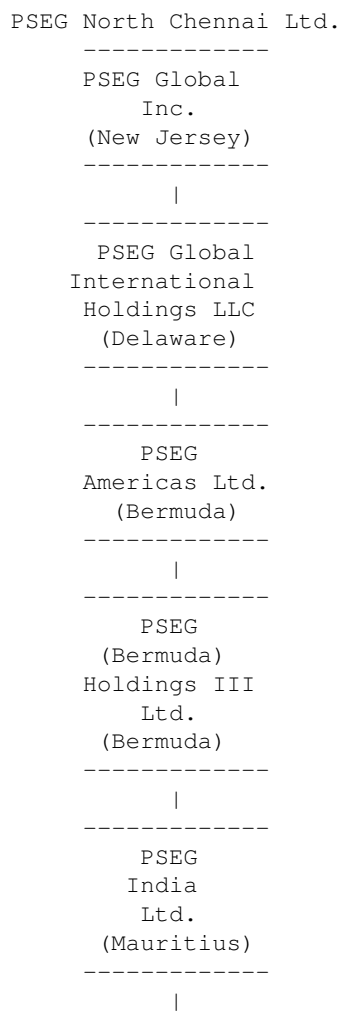 PSEG North Chennai Ltd.
-------------
PSEG Global
Inc.
(New Jersey)
-------------
|
-------------
PSEG Global
International
Holdings LLC
(Delaware)
-------------
|
-------------
PSEG
Americas Ltd.
(Bermuda)
-------------
|
-------------
PSEG
(Bermuda)
Holdings III
Ltd.
(Bermuda)
-------------
|
-------------
PSEG
India
Ltd.
(Mauritius)
-------------
|